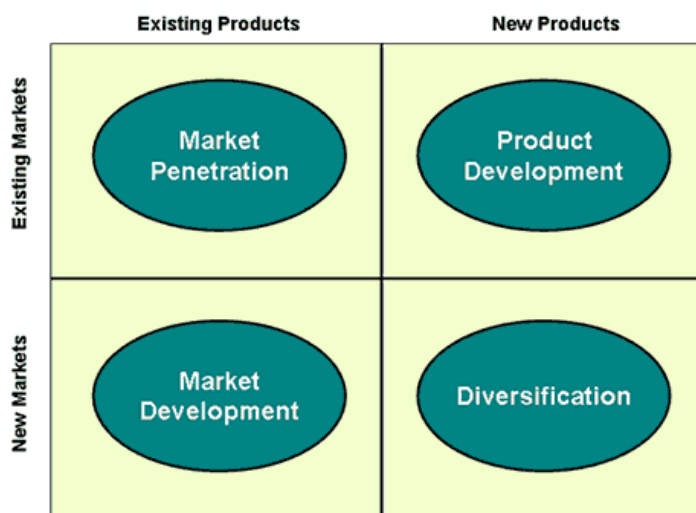 Existing Products
New Products
Existing Markets
Market
Penetration
Product
Development
New Markets
Market
Development
Diversification